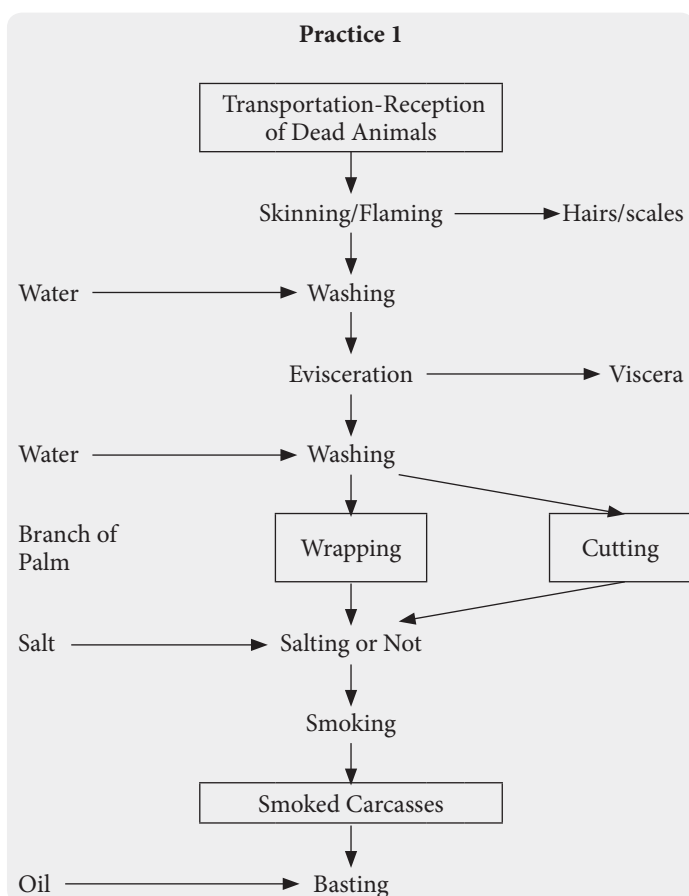 Practice 1
Transportation-Reception
of Dead Animals
Skinning/Flaming
Hairs/scales
Water
Washing
Evisceration
Viscera
Water
Washing
Branch of
Palm
Wrapping
Cutting
Salt
Salting or Not
Smoking
Smoked Carcasses
Oil
Basting